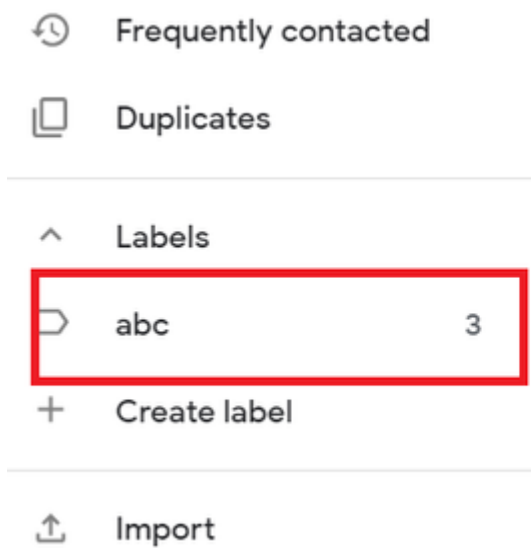 Frequently contacted
Duplicates
Labels
abc 3
Create label
Import